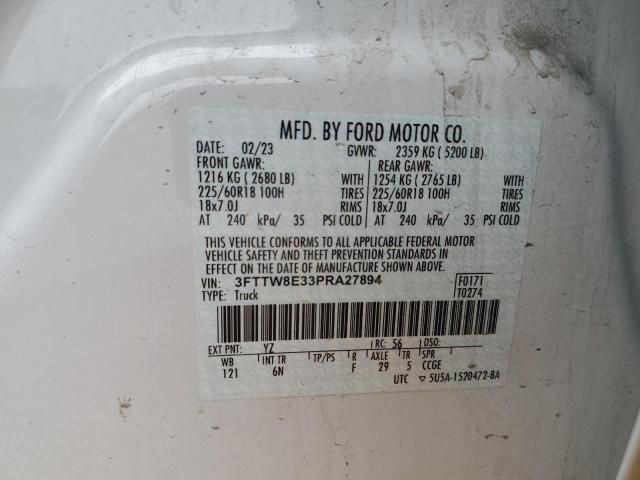 MFD. BY FORD MOTOR CO.
DATE: 02/23 GVWR: 2359 KG ( 5200 LB)
FRONT GAWR: REAR GAWR:
1216 KG ( 2680 LB) WITH 1254 KG ( 2765 LB) WITH
225/60R18 100H TIRES 225/60R18 100H TIRES
18x7.0J RIMS 18x7.0J RIMS
AT 240 kPa/ 35 PSI COLD AT 240 kPa/ 35 PSI COLD
THIS VEHICLE CONFORMS TO ALL APPLICABLE FEDERAL MOTOR
VEHICLE SAFETY AND THEFT PREVENTION STANDARDS IN
EFFECT ON THE DATE OF MANUFACTURE SHOWN ABOVE.
VIN: 3FTTW8E33PRA27894 F0171
TYPE: Truck T0274
EXT PNT: YZ RC: 56 DSO:
WB INT TR TP/PS R AXLE TR SPR
121 6N F 29 5 CCGE
UTC ▽ 5U5A-1520472-BA